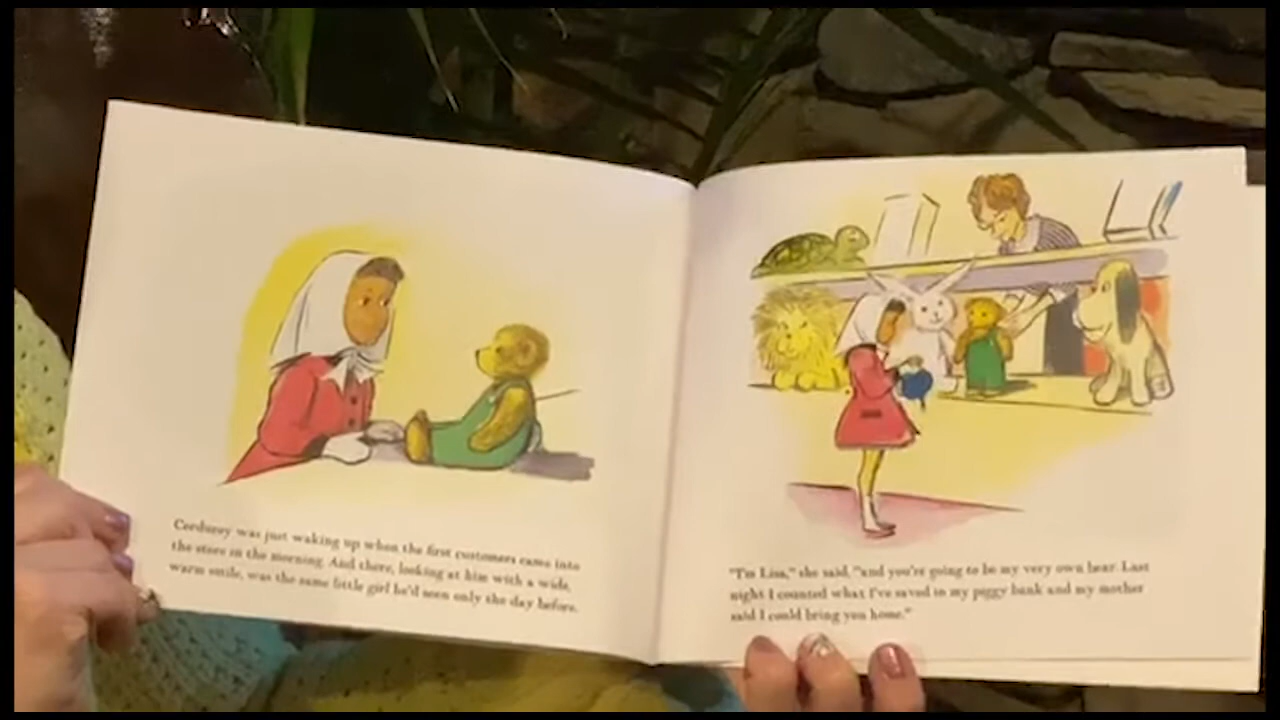 Corduroy was just waking up when the first customers came into
the store in the morning. And there, looking at him with a wide,
warm smile, was the same little girl he'd seen only the day before.
"I'm Lisa," she said, "and you're going to be my very own bear. Last
night I counted what I've saved in my piggy bank and my mother
said I could bring you home."